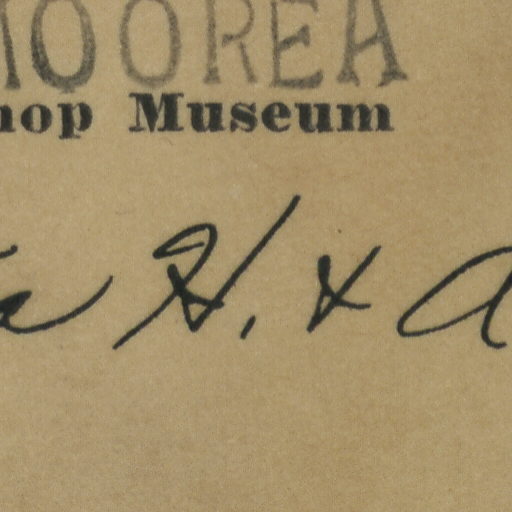 MOOREA
hop Museum
a H. & A